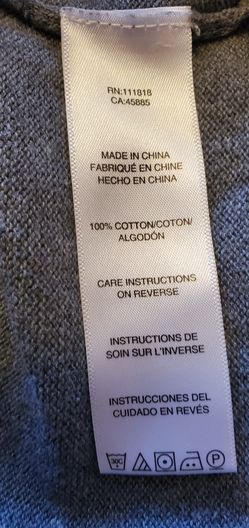 RN:111818
CA:45885
MADE IN CHINA
FABRIQUÉ EN CHINE
HECHO EN CHINA
100% COTTON/COTON/
ALGODÓN
CARE INSTRUCTIONS
ON REVERSE
INSTRUCTIONS DE
SOIN SUR L'INVERSE
INSTRUCCIONES DEL
CUIDADO EN REVÉS
30C P